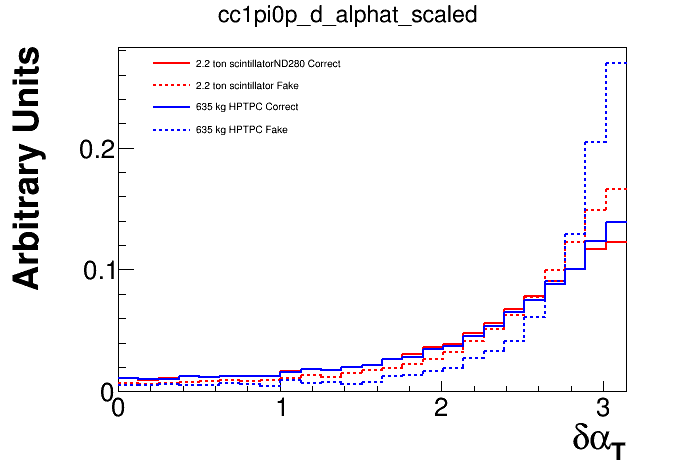 cc1pi0p_d_alphat_scaled
Arbitrary Units
2.2 ton scintillatorND280 Correct
2.2 ton scintillator Fake
635 kg HPTPC Correct
635 kg HPTPC Fake
0.2
0.1
0
0 1 2 3
δα_T